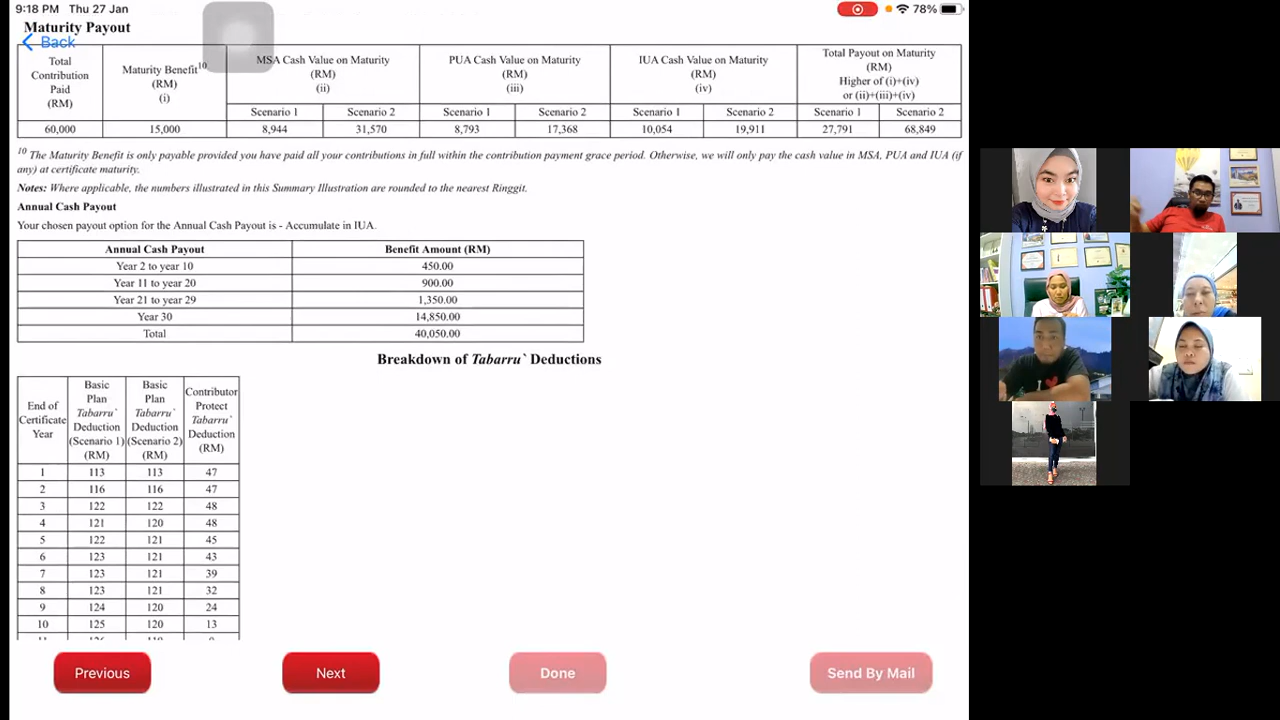 9:18 PM Thu 27 Jan
78%
Maturity Payout
Back
Total Contribution Paid (RM)
Maturity Benefit10 (RM) (i)
MSA Cash Value on Maturity (RM) (ii)
PUA Cash Value on Maturity (RM) (iii)
IUA Cash Value on Maturity (RM) (iv)
Total Payout on Maturity (RM) Higher of (i)+(iv) or (ii)+(iii)+(iv)
Scenario 1 Scenario 2 Scenario 1 Scenario 2 Scenario 1 Scenario 2 Scenario 1 Scenario 2
60,000 15,000 8,944 31,570 8,793 17,368 10,054 19,911 27,791 68,849
10 The Maturity Benefit is only payable provided you have paid all your contributions in full within the contribution payment grace period. Otherwise, we will only pay the cash value in MSA, PUA and IUA (if
any) at certificate maturity.
Notes: Where applicable, the numbers illustrated in this Summary Illustration are rounded to the nearest Ringgit.
Annual Cash Payout
Your chosen payout option for the Annual Cash Payout is - Accumulate in IUA.
Annual Cash Payout Benefit Amount (RM)
Year 2 to year 10 450.00
Year 11 to year 20 900.00
Year 21 to year 29 1,350.00
Year 30 14,850.00
Total 40,050.00
Breakdown of Tabarru` Deductions
End of Certificate Year
Basic Plan Tabarru` Deduction (Scenario 1) (RM)
Basic Plan Tabarru` Deduction (Scenario 2) (RM)
Contributor Protect Tabarru` Deduction (RM)
1 113 113 47
2 116 116 47
3 122 122 48
4 121 120 48
5 122 121 45
6 123 121 43
7 123 121 39
8 123 121 32
9 124 120 24
10 125 120 13
Previous
Next
Done
Send By Mail